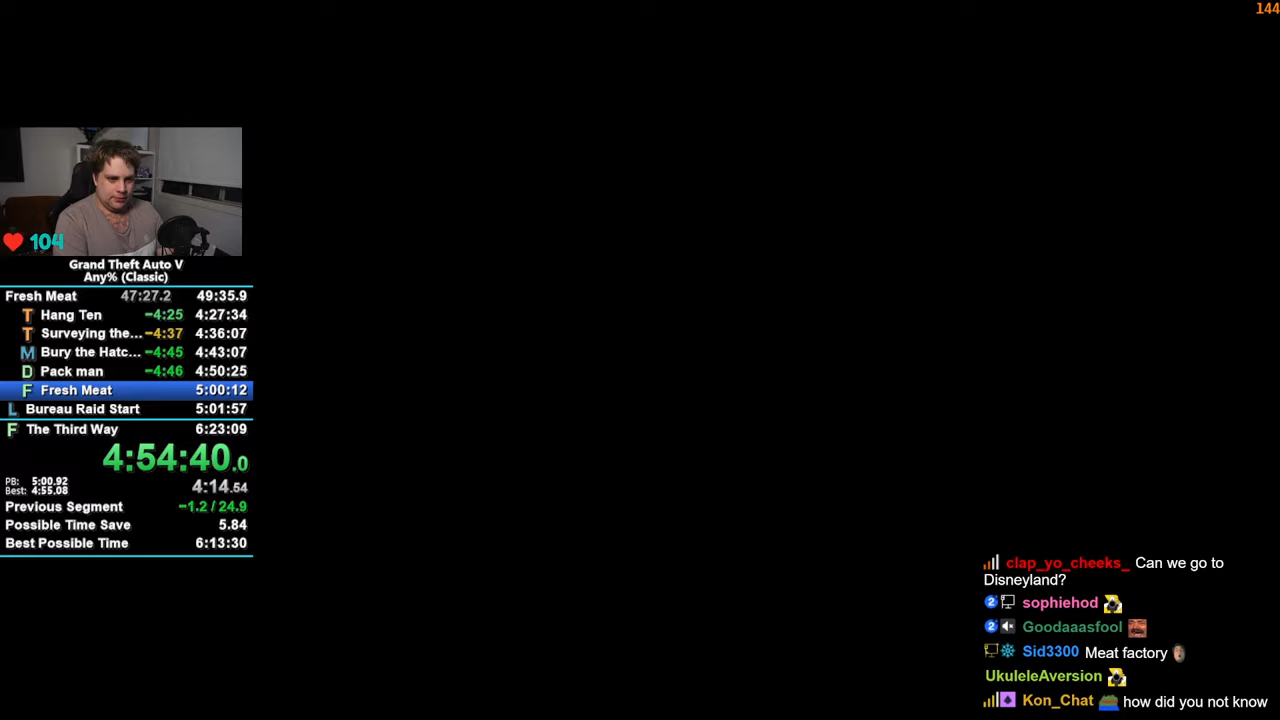 144
104
Grand Theft Auto V
Any% (Classic)
Fresh Meat 47:27.2 49:35.9
T Hang Ten -4:25 4:27:34
T Surveying the... -4:37 4:36:07
M Bury the Hatc... -4:45 4:43:07
D Pack man -4:46 4:50:25
F Fresh Meat 5:00:12
L Bureau Raid Start 5:01:57
F The Third Way 6:23:09
4:54:40.0
PB: 5:00.92 4:14.54
Best: 4:55.08
Previous Segment -1.2 / 24.9
Possible Time Save 5.84
Best Possible Time 6:13:30
clap_yo_cheeks_ Can we go to
Disneyland?
2 sophiehod
2 Goodaaasfool
Sid3300 Meat factory
UkuleleAversion
Kon_Chat how did you not know